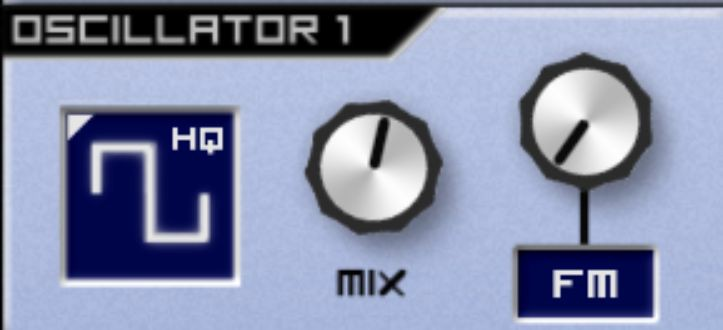 OSCILLATOR 1
HQ
MIX
FM